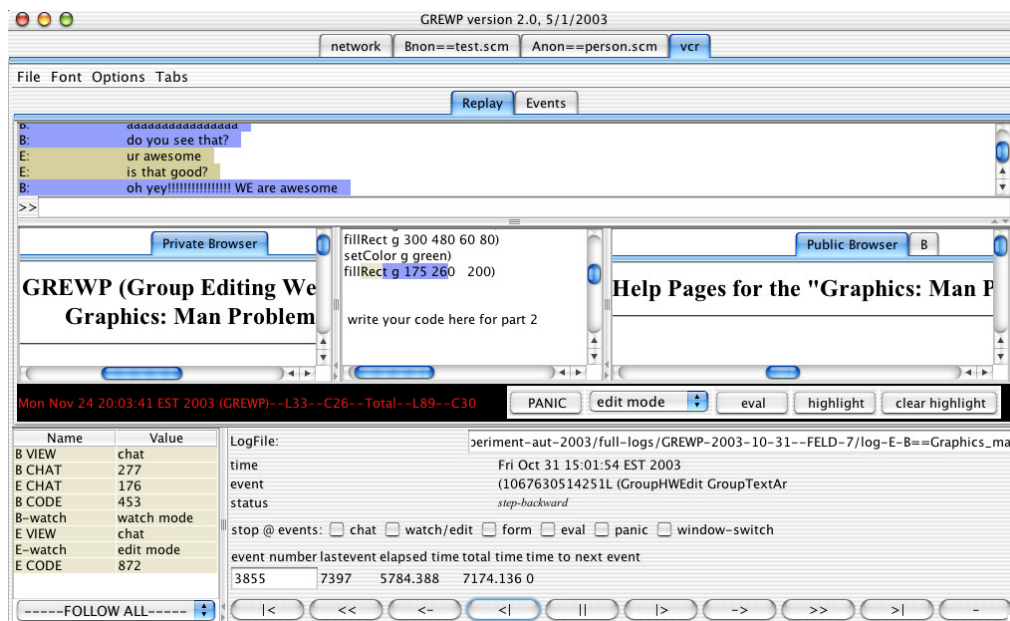 GREWP version 2.0, 5/1/2003
network Bnon==test.scm Anon==person.scm vcr
File Font Options Tabs
Replay Events
B: aaaaaaaaaaaaaaaaa
B: do you see that?
E: ur awesome
E: is that good?
B: oh yey!!!!!!!!!!!!!!!! WE are awesome
>>
Private Browser
GREWP (Group Editing We
Graphics: Man Problem
fillRect g 300 480 60 80)
setColor g green)
fillRect g 175 260 200)
write your code here for part 2
Public Browser B
Help Pages for the "Graphics: Man P
Mon Nov 24 20:03:41 EST 2003 (GREWP)--L33--C26--Total--L89--C30
PANIC edit mode eval highlight clear highlight
Name Value
B VIEW chat
B CHAT 277
E CHAT 176
B CODE 453
B-watch watch mode
E VIEW chat
E-watch edit mode
E CODE 872
-----FOLLOW ALL-----
LogFile: periment-aut-2003/full-logs/GREWP-2003-10-31--FELD-7/log-E-B==Graphics_ma
time Fri Oct 31 15:01:54 EST 2003
event (1067630514251L (GroupHWEdit GroupTextAr
status step-backward
stop @ events: chat watch/edit form eval panic window-switch
event number lastevent elapsed time total time time to next event
3855 7397 5784.388 7174.136 0
|< << <- <| || |> -> >> >| -